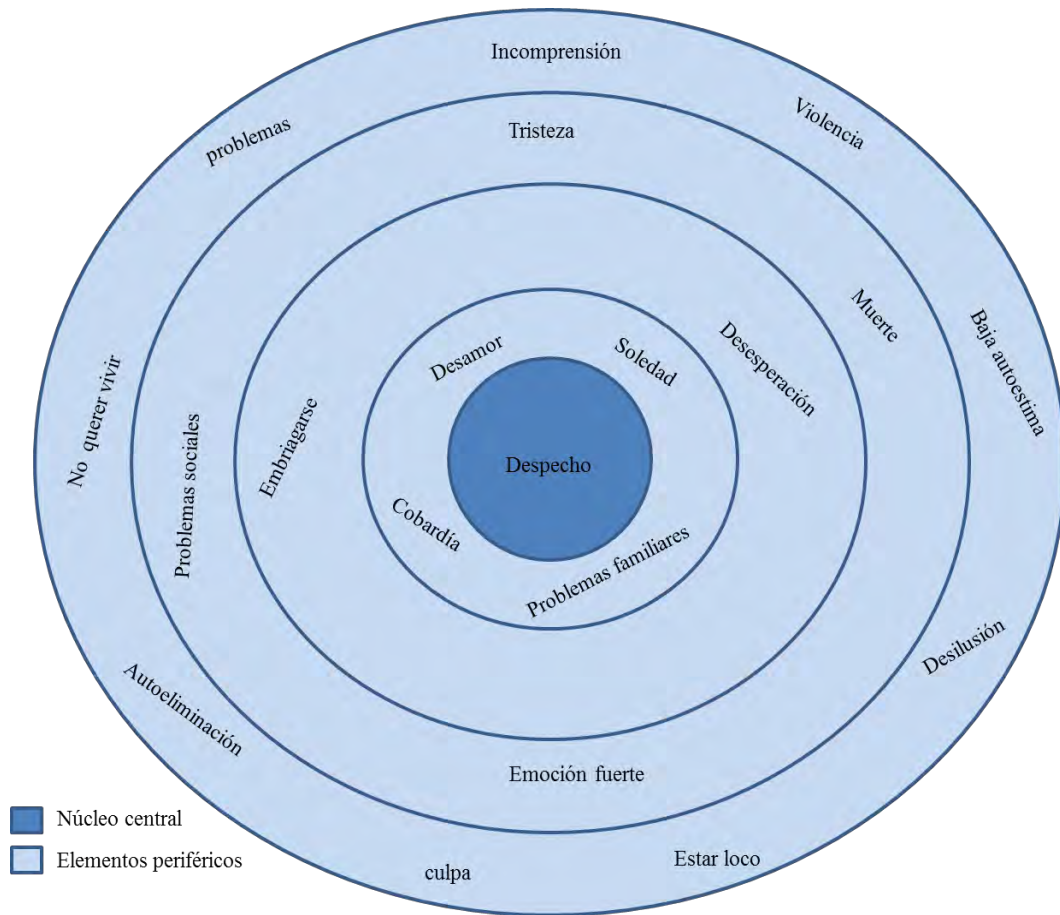 Incomprensión
Violencia
problemas
Tristeza
Muerte
Baja autoestima
Desamor
Soledad
Desesperación
No querer vivir
Problemas sociales
Embriagarse
Despecho
Cobardía
Problemas familiares
Desilusión
Autoeliminación
Emoción fuerte
Núcleo central
Elementos periféricos
Estar loco
culpa